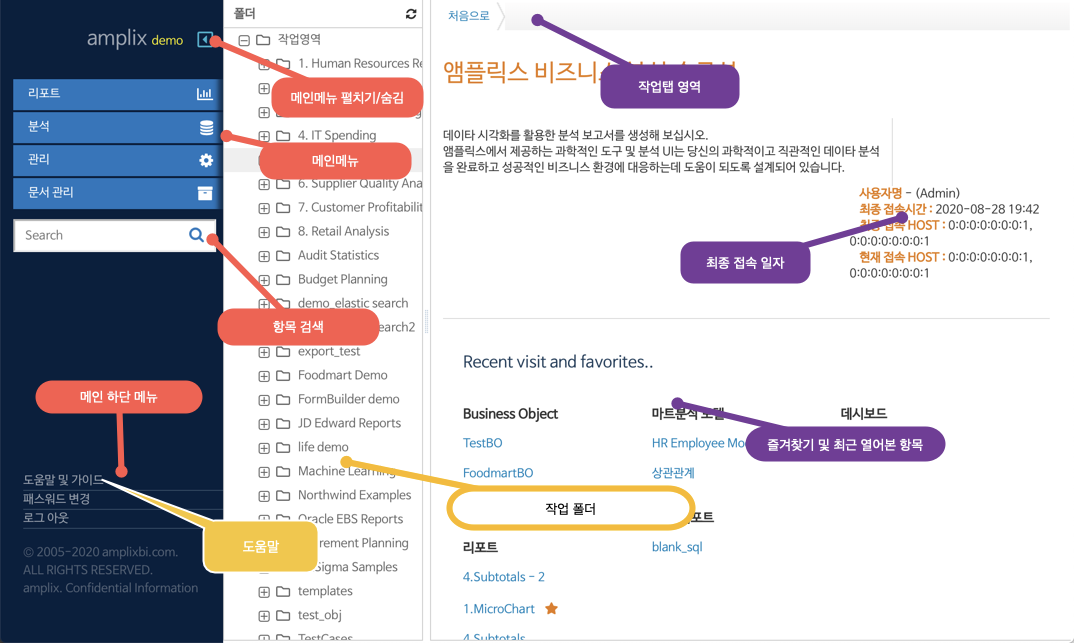 amplix demo
리포트
분석
관리
문서 관리
Search
메인 하단 메뉴
도움말 및 가이드
패스워드 변경
로그 아웃
© 2005-2020 amplixbi.com.
ALL RIGHTS RESERVED.
amplix. Confidential Information
도움말
폴더
작업영역
1. Human Resources Re
메인메뉴 펼치기/숨김
4. IT Spending
메인메뉴
6. Supplier Quality Ana
7. Customer Profitabilit
8. Retail Analysis
Audit Statistics
Budget Planning
demo_elastic search
earch2
항목 검색
export_test
Foodmart Demo
FormBuilder demo
JD Edward Reports
life demo
Machine Learning
Northwind Examples
Oracle EBS Reports
rement Planning
Sigma Samples
templates
test_obj
TestCases
처음으로
작업탭 영역
앰플릭스 비즈니스
데이타 시각화를 활용한 분석 보고서를 생성해 보십시오.
앰플릭스에서 제공하는 과학적인 도구 및 분석 UI는 당신의 과학적이고 직관적인 데이타 분석
을 완료하고 성공적인 비즈니스 환경에 대응하는데 도움이 되도록 설계되어 있습니다.
사용자명 - (Admin)
최종 접속시간 : 2020-08-28 19:42
최종 접속 HOST : 0:0:0:0:0:0:0:1,
0:0:0:0:0:0:0:1
현재 접속 HOST : 0:0:0:0:0:0:0:1,
0:0:0:0:0:0:0:1
최종 접속 일자
Recent visit and favorites..
Business Object
TestBO
FoodmartBO
마트분석 모델
HR Employee Mo
상관관계
데시보드
즐겨찾기 및 최근 열어본 항목
작업 폴더
포트
blank_sql
리포트
4.Subtotals - 2
1.MicroChart
4.Subtotals